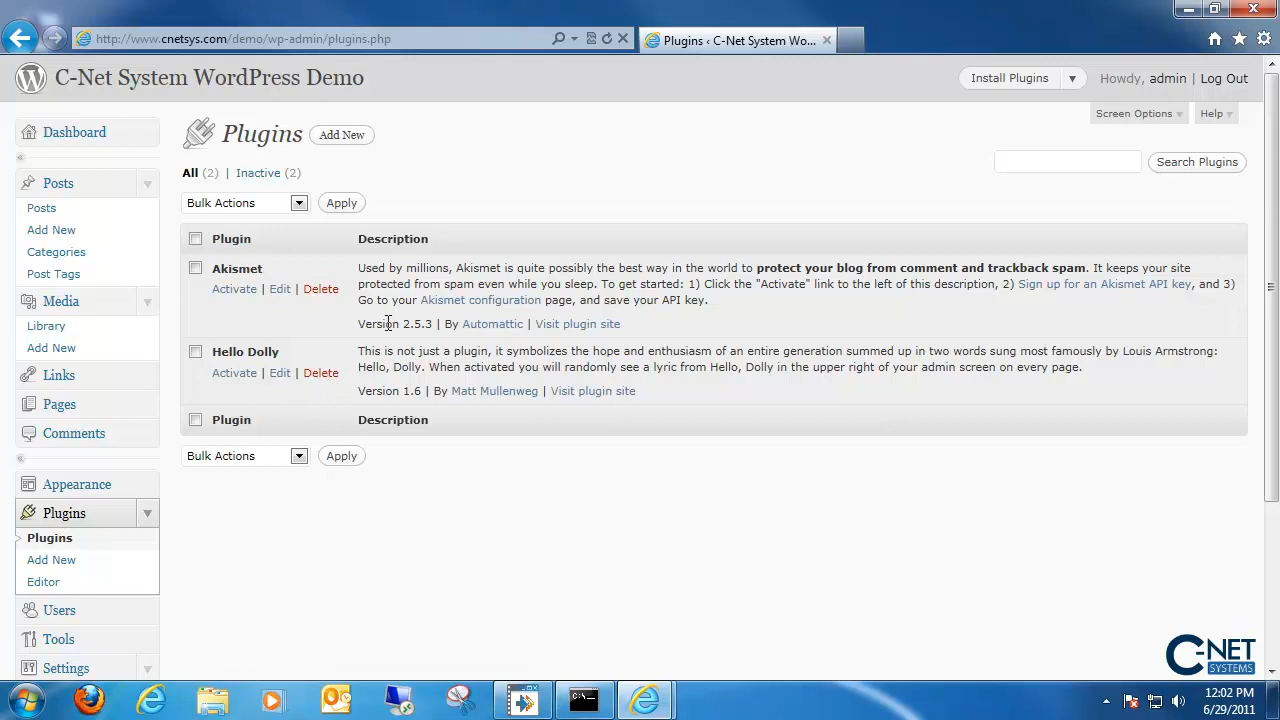 http://www.cnetsys.com/demo/wp-admin/plugins.php
Plugins ‹ C-Net System Wo...
C-Net System WordPress Demo
Install Plugins
Howdy, admin | Log Out
Screen Options
Help
Dashboard
Posts
Posts
Add New
Categories
Post Tags
Media
Library
Add New
Links
Pages
Comments
Appearance
Plugins
Plugins
Add New
Editor
Users
Tools
Settings
Plugins
Add New
All (2) | Inactive (2)
Search Plugins
Bulk Actions
Apply
Plugin
Description
Akismet
Activate | Edit | Delete
Used by millions, Akismet is quite possibly the best way in the world to protect your blog from comment and trackback spam. It keeps your site
protected from spam even while you sleep. To get started: 1) Click the "Activate" link to the left of this description, 2) Sign up for an Akismet API key, and 3)
Go to your Akismet configuration page, and save your API key.
Version 2.5.3 | By Automattic | Visit plugin site
Hello Dolly
Activate | Edit | Delete
This is not just a plugin, it symbolizes the hope and enthusiasm of an entire generation summed up in two words sung most famously by Louis Armstrong:
Hello, Dolly. When activated you will randomly see a lyric from Hello, Dolly in the upper right of your admin screen on every page.
Version 1.6 | By Matt Mullenweg | Visit plugin site
Plugin
Description
Bulk Actions
Apply
C-NET
SYSTEMS
12:02 PM
6/29/2011